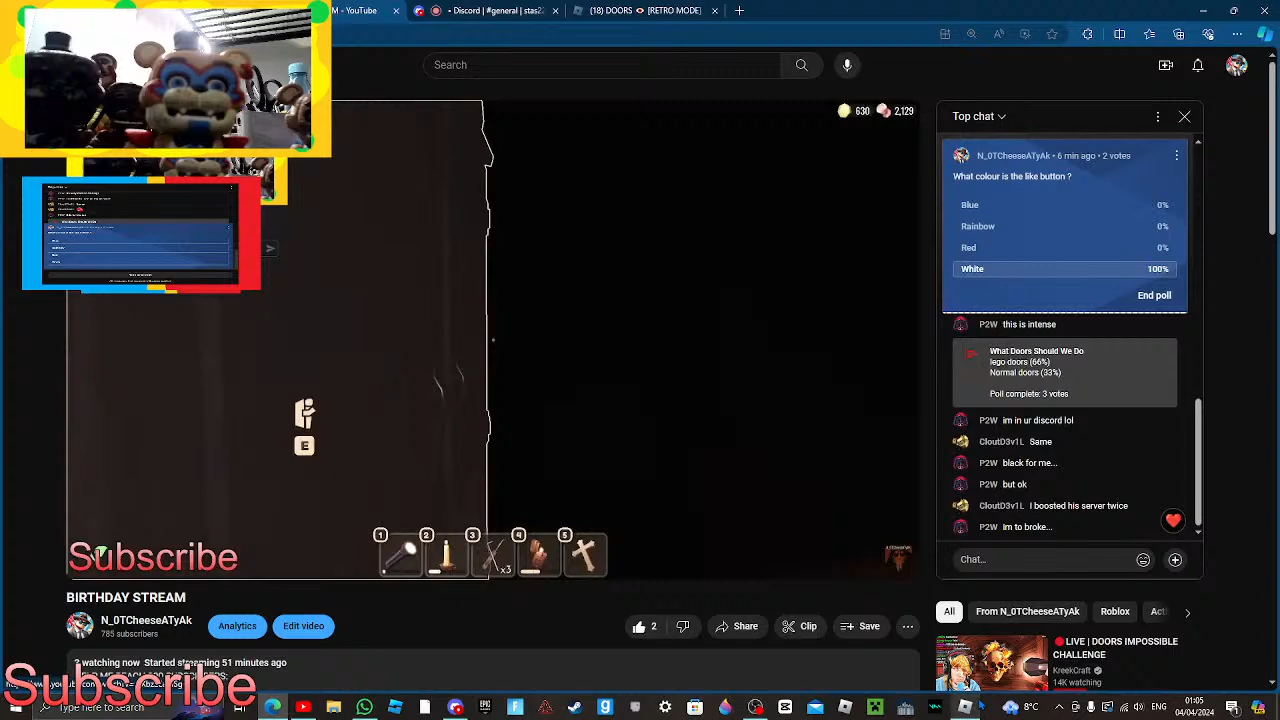 M - YouTube
• Discord | #general | stas2
(18) DOORS 👁 [RETRO MODE]
Search
630
2,129
Top chat
N_0TCheeseATyAk • 6 min ago • 2 vo
What colour is the like button ?
Blue 0%
Rainbow 0%
Red 0%
White 100%
End poll
P2W this is intense
What Doors Should We Do
lego doors (66%)
Normal doors (33%)
Poll complete: 3 votes
P2W im in ur discord lol
CloutD3v1L Same
P2W black for me...
P2W but ok
CloutD3v1L I boosted his server twice
P2W Im to broke...
Chat...
E
1
2
3
4
5
x3
Subscribe
BIRTHDAY STREAM
N_0TCheeseATyAk
785 subscribers
Analytics
Edit video
2
Share
Clip
Save
All
From N_0TCheeseATyAk
Roblox
Act
LIVE | DOORS IMPOSSIBLE CHALLENGE
KreekCraft
14K watching
watching now Started streaming 51 minutes ago
Subscribe
Type here to search
8°C
ENG
01:05
04/04/2024